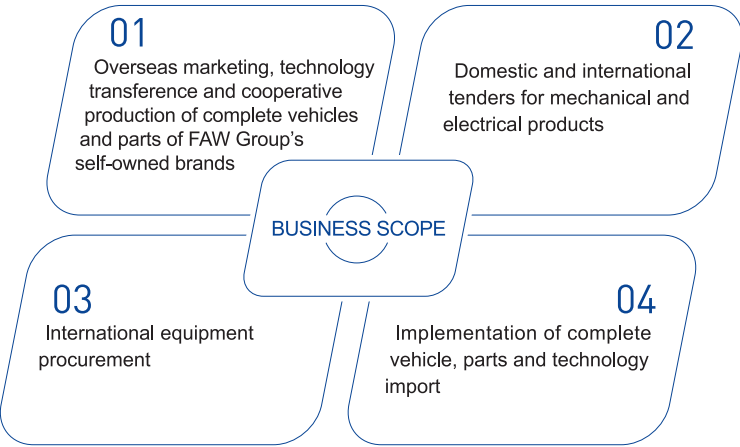 01
Overseas marketing, technology
transference and cooperative
production of complete vehicles
and parts of FAW Group's
self-owned brands
02
Domestic and international
tenders for mechanical and
electrical products
BUSINESS SCOPE
03
International equipment
procurement
04
Implementation of complete
vehicle, parts and technology
import